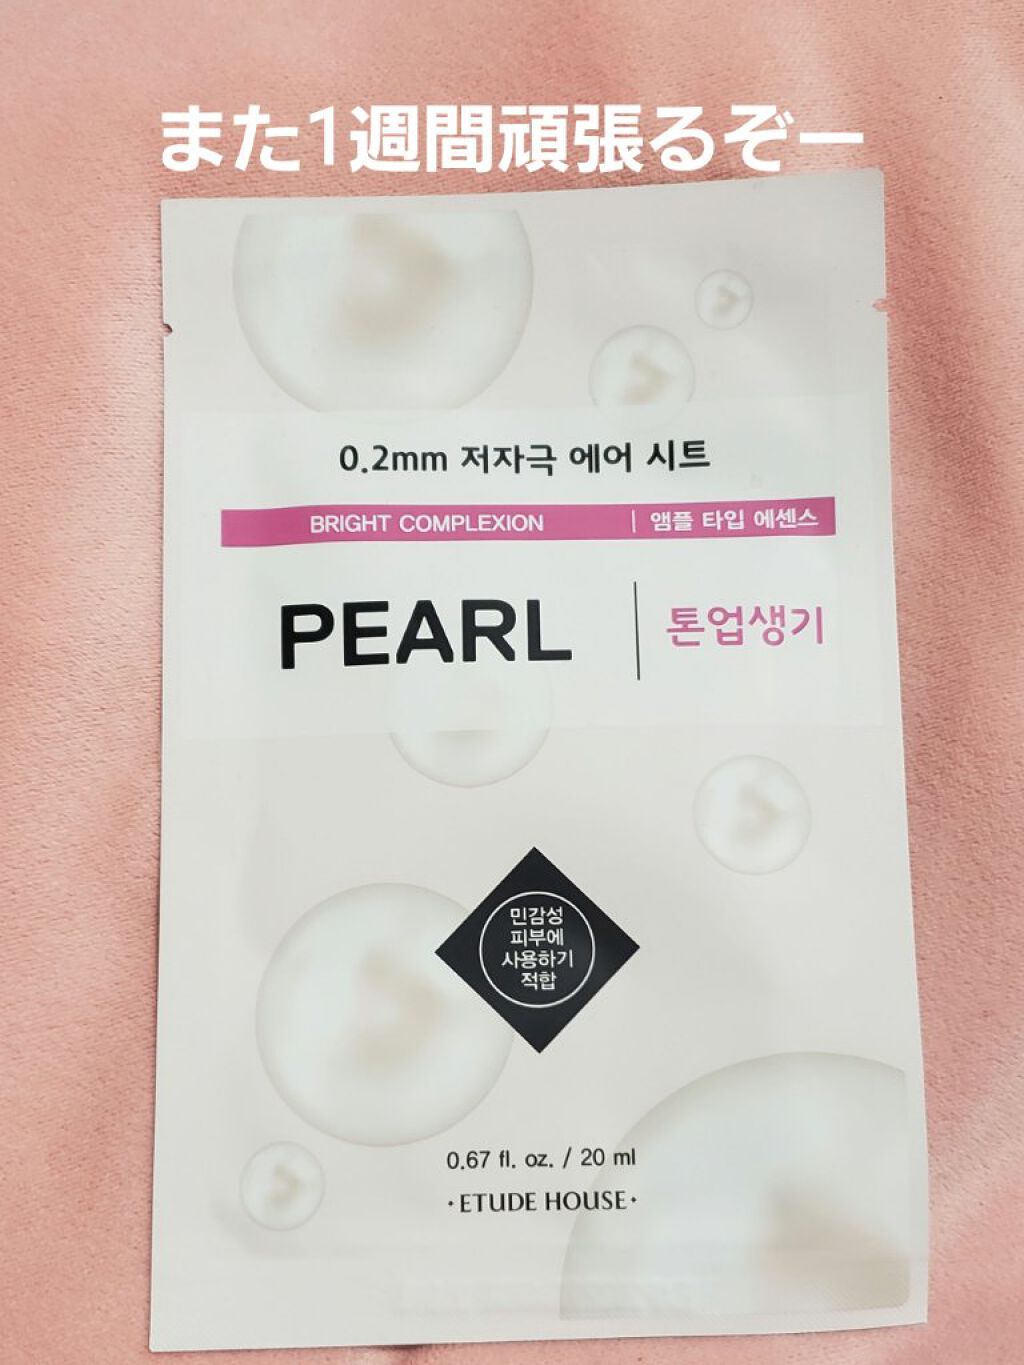 また1週間頑張るぞー
0.2mm 저자극 에어 시트
BRIGHT COMPLEXION | 앰플 타입 에센스
PEARL | 톤업생기
민감성
피부에
사용하기
적합
0.67 fl. oz. / 20 ml
·ETUDE HOUSE·